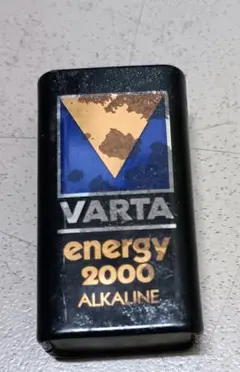 VARTA
energy
2000
ALKALINE